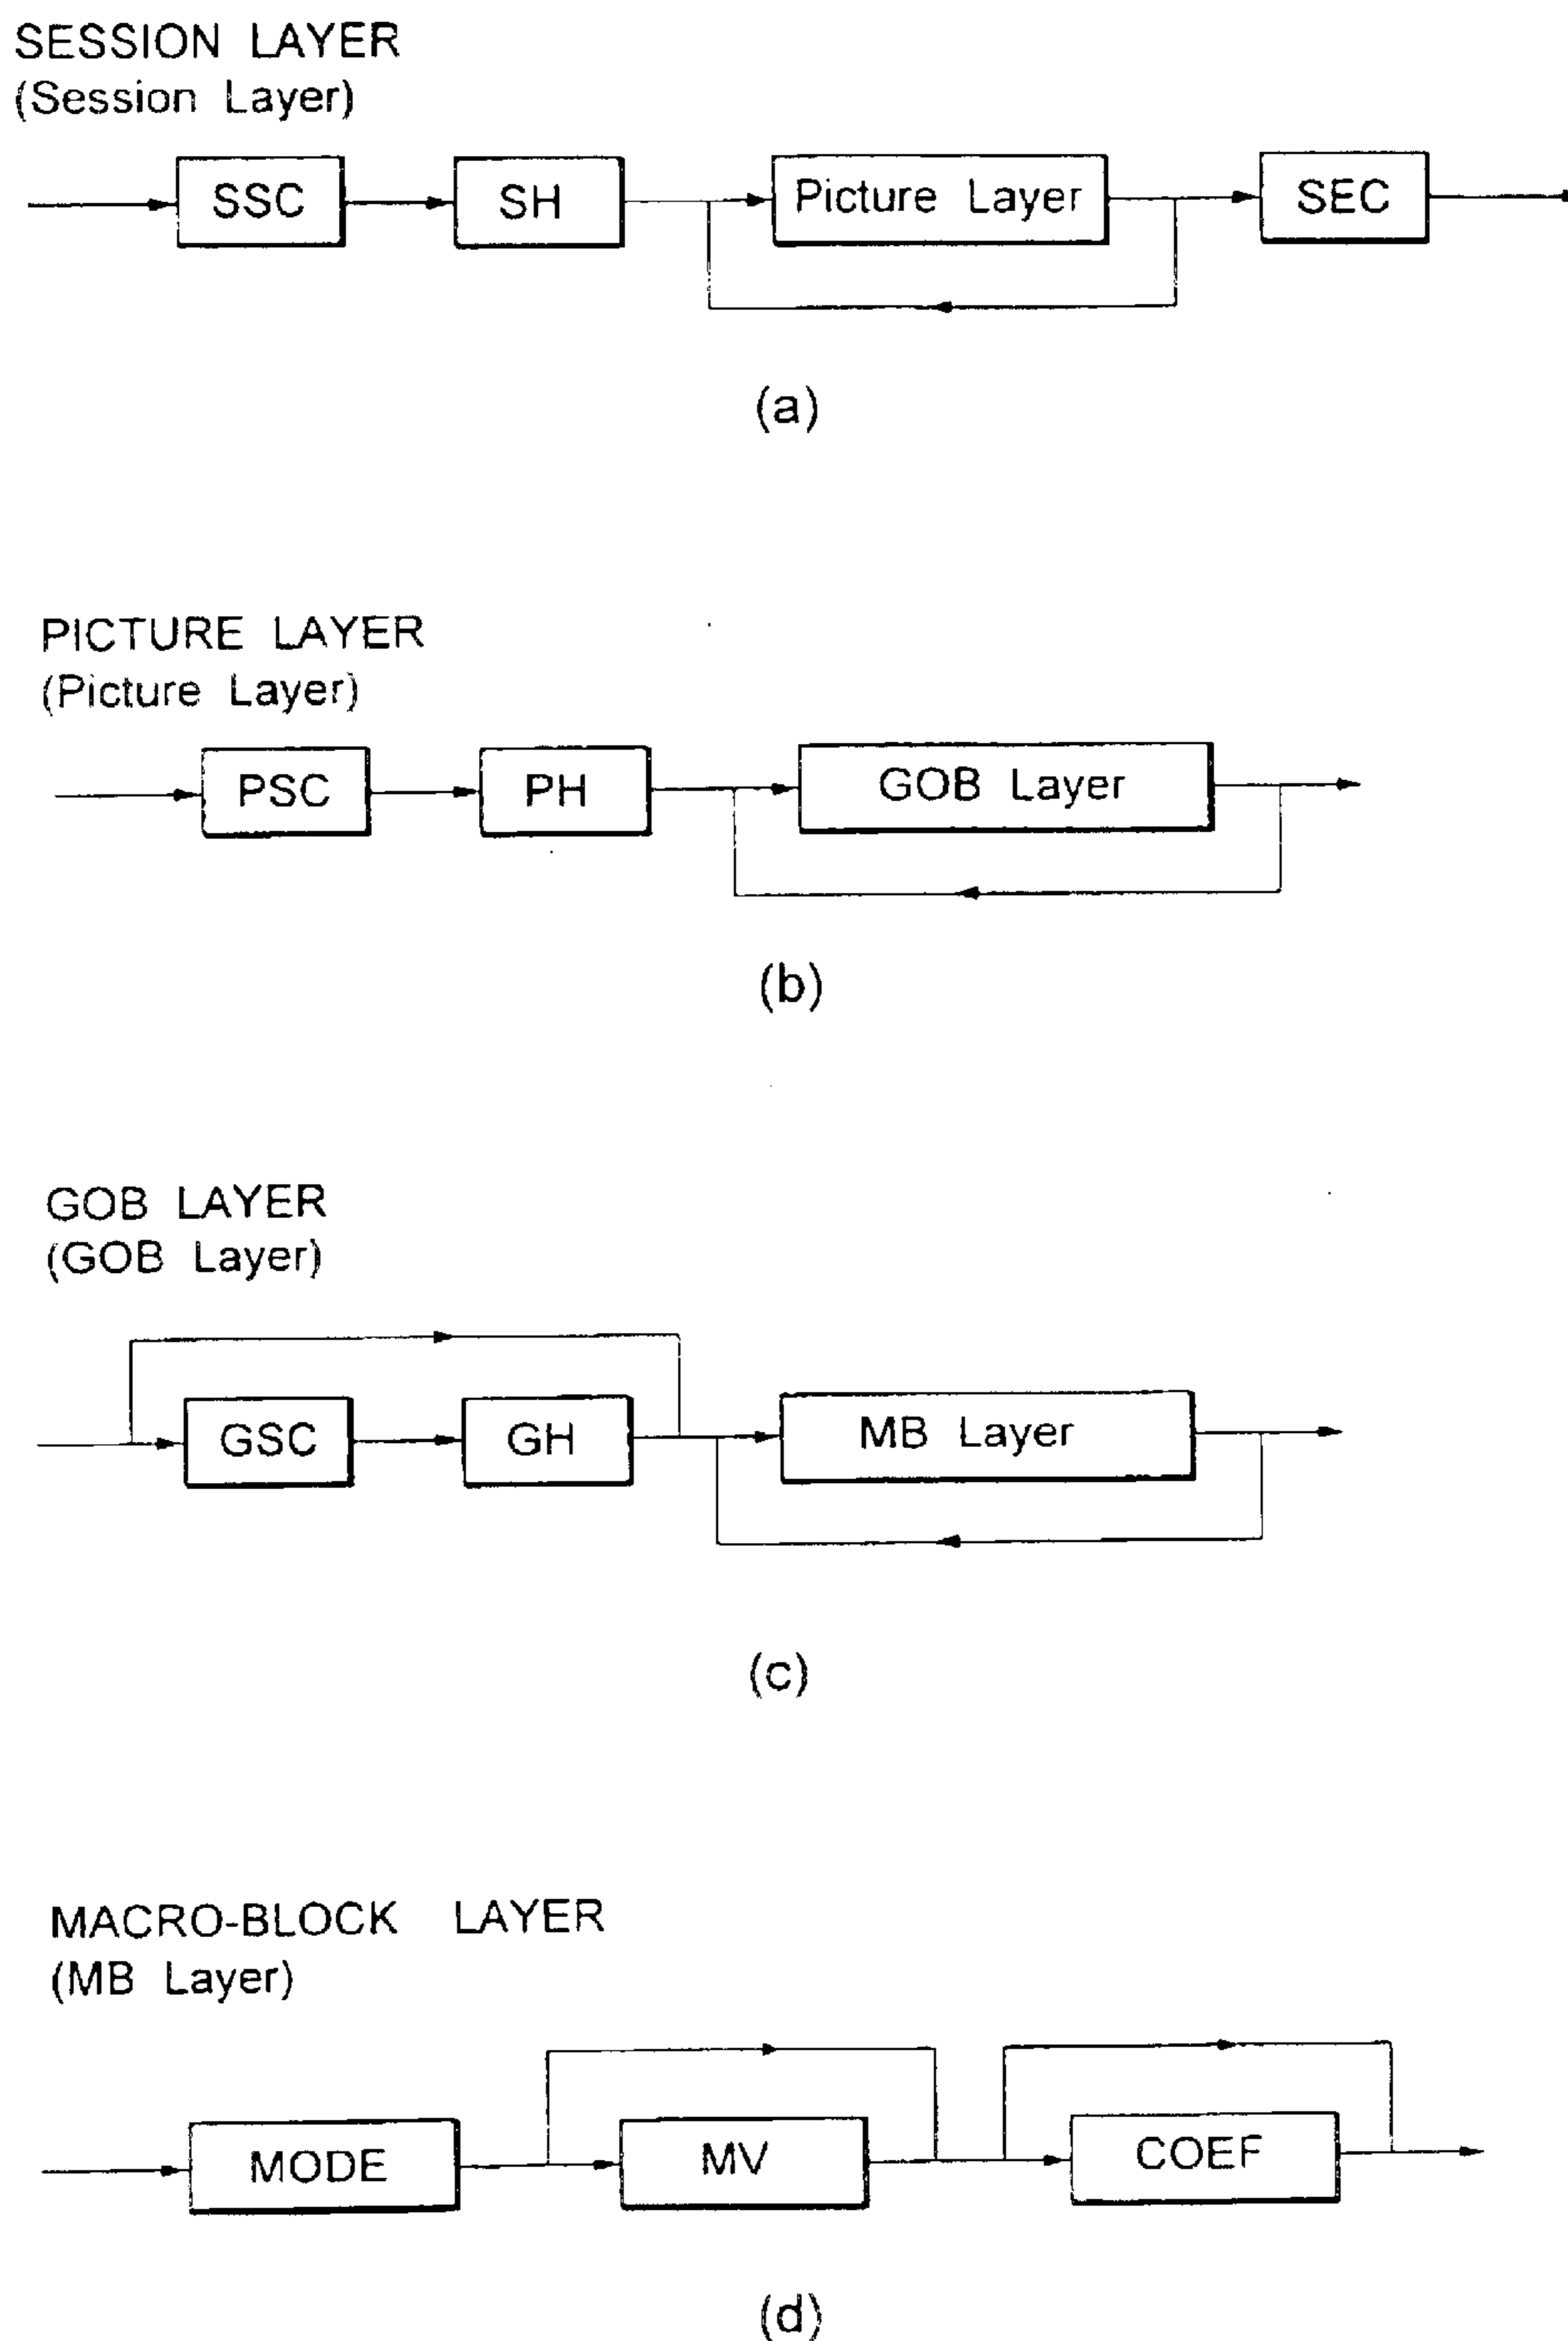 SESSION LAYER
(Session Layer)
SSC SH Picture Layer SEC
(a)
PICTURE LAYER
(Picture Layer)
PSC PH GOB Layer
(b)
GOB LAYER
(GOB Layer)
GSC GH MB Layer
(c)
MACRO-BLOCK LAYER
(MB Layer)
MODE MV COEF
(d)